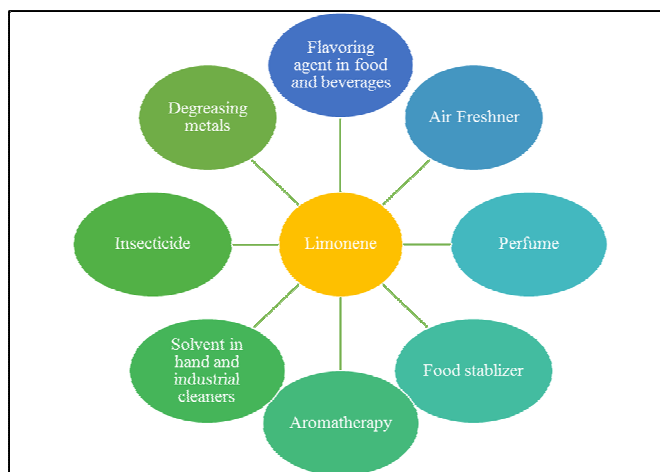 Flavoring
agent in food
and beverages
Air Freshner
Perfume
Food stablizer
Aromatherapy
Solvent in
hand and
industrial
cleaners
Insecticide
Degreasing
metals
Limonene